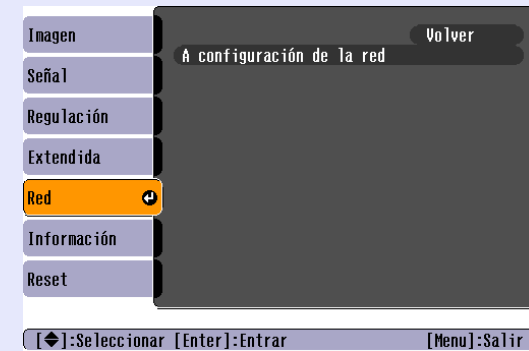 Imagen
Señal
Regulación
Extendida
Red
Información
Reset
Volver
A configuración de la red
[◆]:Seleccionar [Enter]:Entrar [Menu]:Salir